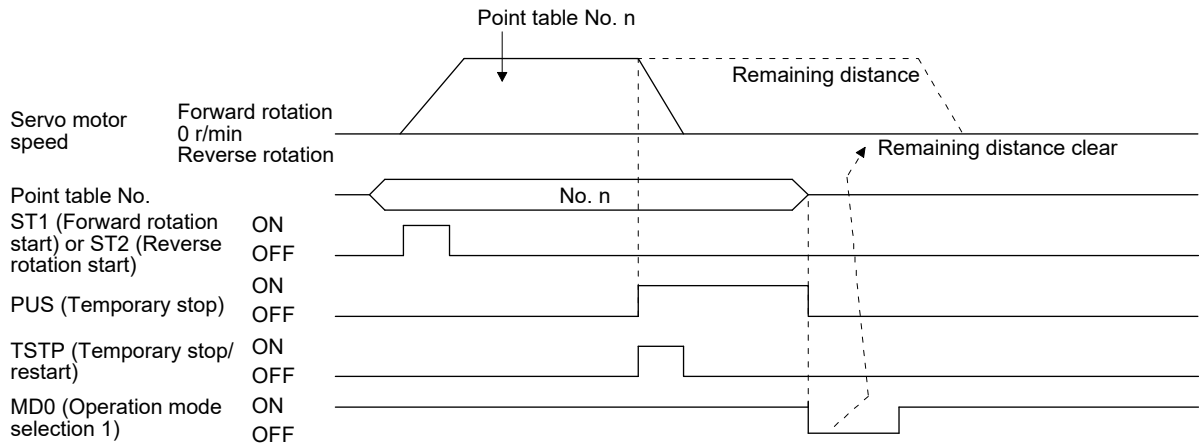 Point table No. n
Remaining distance
Servo motor
speed
Forward rotation
0 r/min
Reverse rotation
Remaining distance clear
Point table No.
No. n
ST1 (Forward rotation
start) or ST2 (Reverse
rotation start)
ON
OFF
PUS (Temporary stop)
ON
OFF
TSTP (Temporary stop/
restart)
ON
OFF
MD0 (Operation mode
selection 1)
ON
OFF